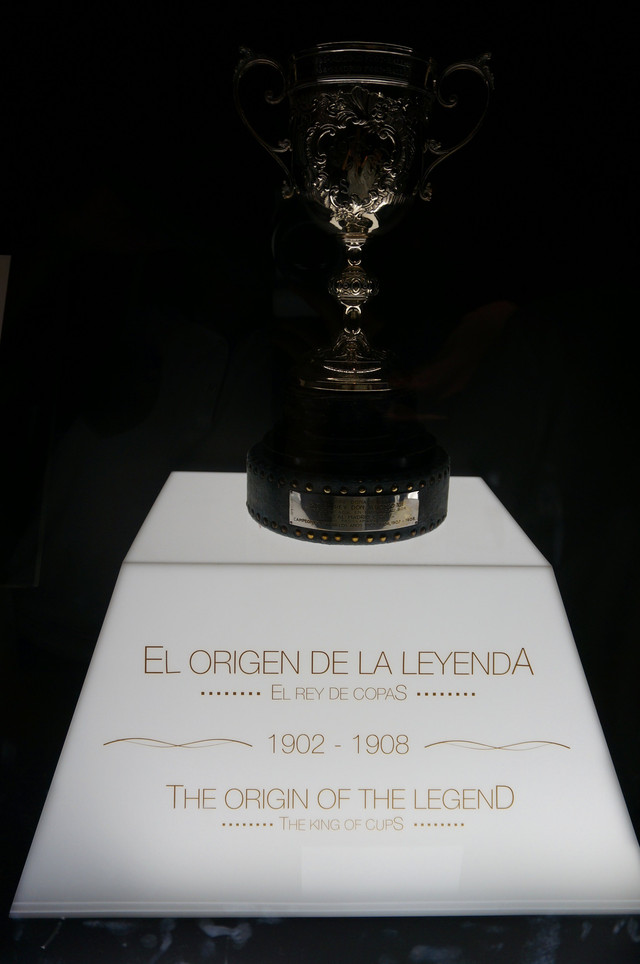 EL ORIGEN DE LA LEYENDA
EL REY DE COPAS
1902 - 1908
THE ORIGIN OF THE LEGEND
THE KING OF CUPS